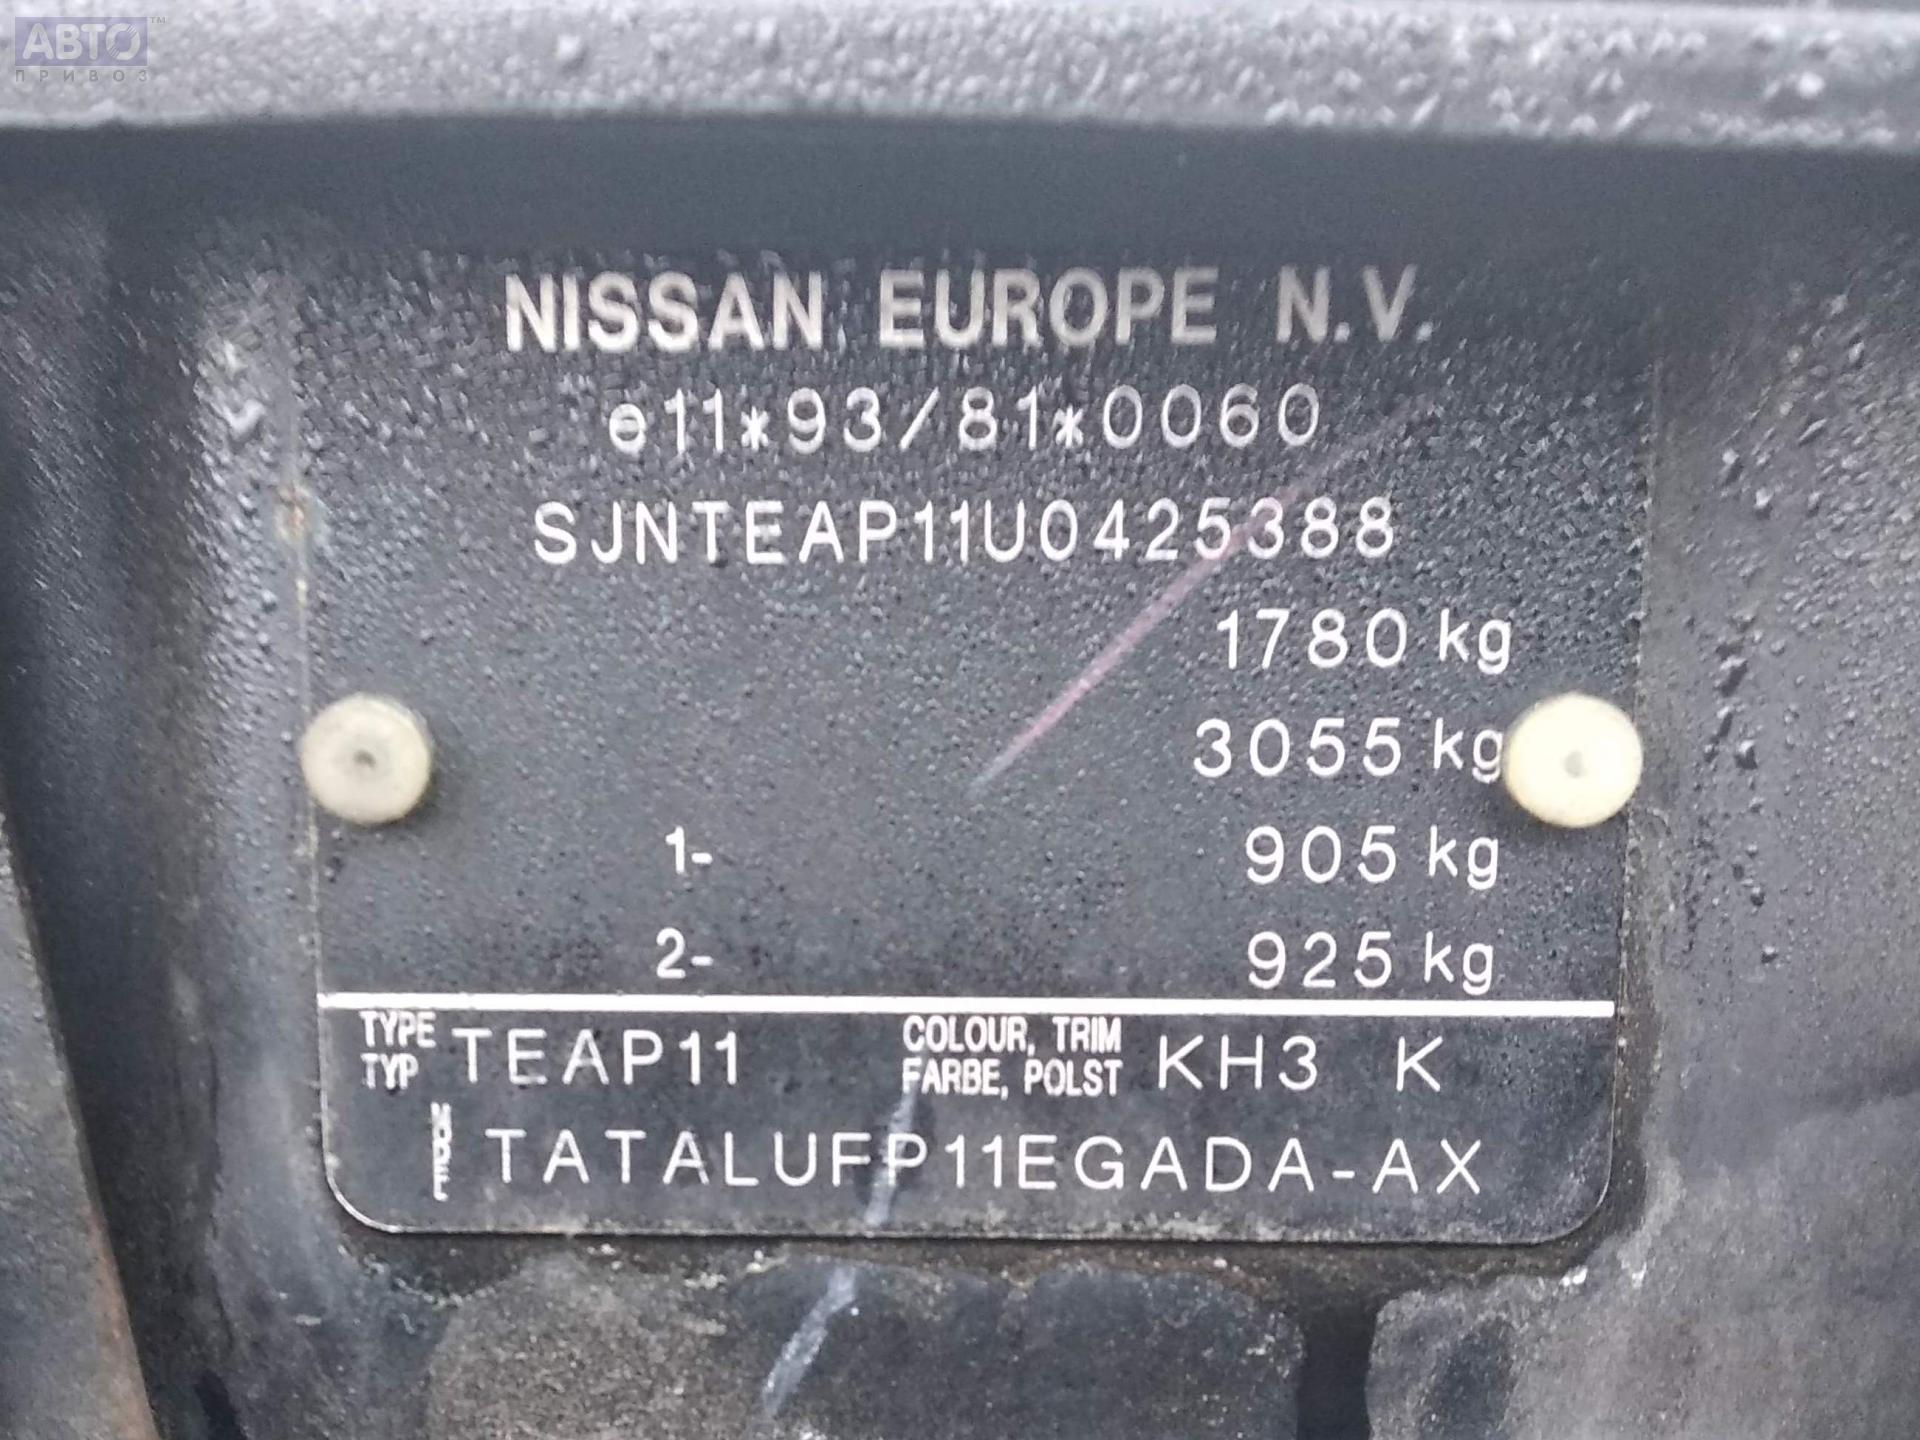 АВТО™
ПРИВОЗ
NISSAN EUROPE N.V.
e11*93/81*0060
SJNTEAP11U0425388
1780 kg
3055 kg
1- 905 kg
2- 925 kg
TYPE TYP TEAP11 COLOUR, TRIM FARBE, POLST KH3 K
TATALUFP11EGADA-AX